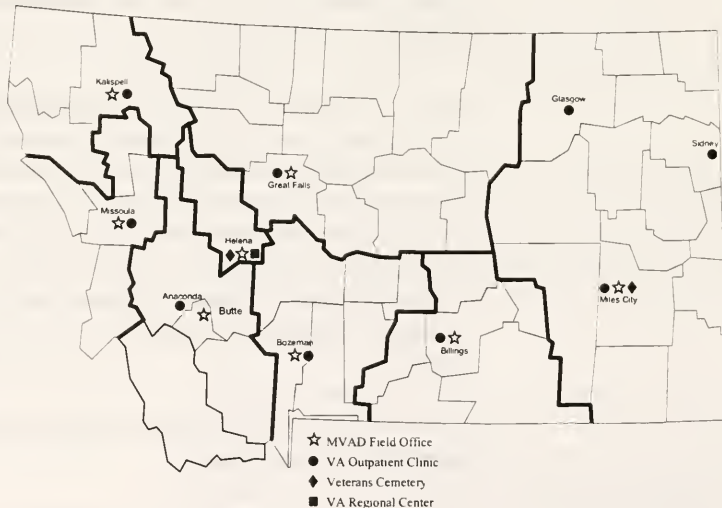 Kakspell
Glasgow
Sidney
Great Falls
Missoula
Helena
Anaconda
Butte
Miles City
Bozeman
Billings
MVAD Field Office
VA Outpatient Clinic
Veterans Cemetery
VA Regional Center